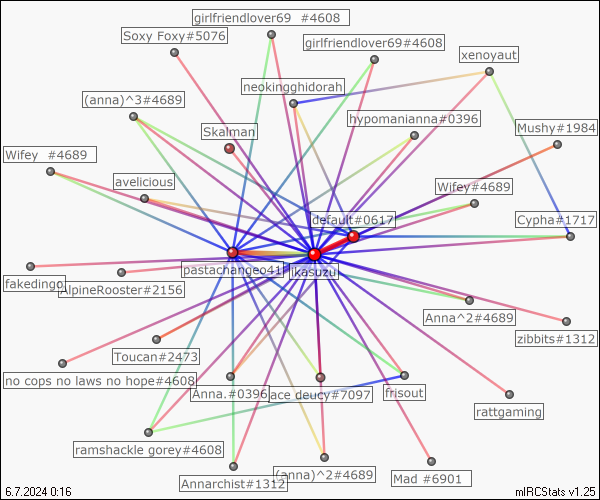 girlfriendlover69 #4608
Soxy Foxy#5076
girlfriendlover69#4608
xenoyaut
neokingghidorah
(anna)^3#4689
hypomanianna#0396
Skalman
Mushy#1984
Wifey #4689
avelicious
Wifey#4689
default#0617
Cypha#1717
pastachangeo41
ikasuzu
fakedingo
AlpineRooster#2156
Anna^2#4689
zibbits#1312
Toucan#2473
no cops no laws no hope#4608
Anna.#0396
ace deucy#7097
frisout
rattgaming
ramshackle gorey#4608
Annarchist#1312
(anna)^2#4689
Mad #6901
6.7.2024 0:16
mIRCStats v1.25